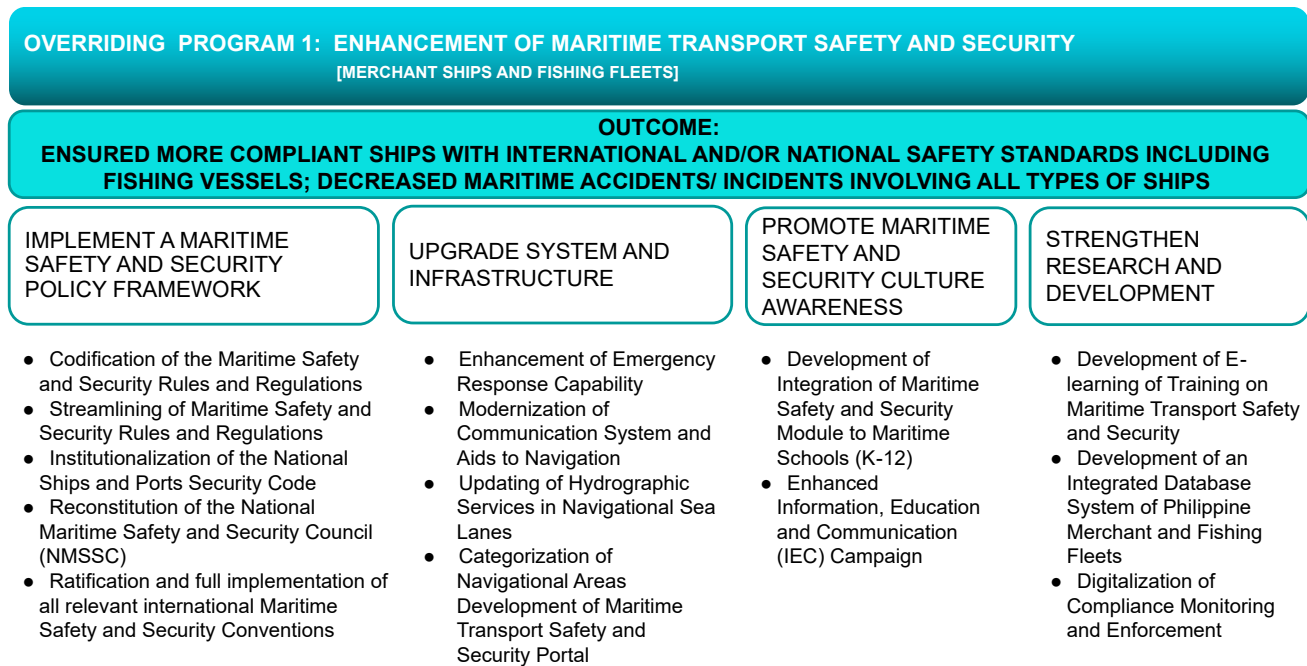 OVERRIDING PROGRAM 1: ENHANCEMENT OF MARITIME TRANSPORT SAFETY AND SECURITY
[MERCHANT SHIPS AND FISHING FLEETS]
OUTCOME:
ENSURED MORE COMPLIANT SHIPS WITH INTERNATIONAL AND/OR NATIONAL SAFETY STANDARDS INCLUDING
FISHING VESSELS; DECREASED MARITIME ACCIDENTS/ INCIDENTS INVOLVING ALL TYPES OF SHIPS
IMPLEMENT A MARITIME
SAFETY AND SECURITY
POLICY FRAMEWORK
● Codification of the Maritime Safety
and Security Rules and Regulations
● Streamlining of Maritime Safety and
Security Rules and Regulations
● Institutionalization of the National
Ships and Ports Security Code
● Reconstitution of the National
Maritime Safety and Security Council
(NMSSC)
● Ratification and full implementation of
all relevant international Maritime
Safety and Security Conventions
UPGRADE SYSTEM AND
INFRASTRUCTURE
● Enhancement of Emergency
Response Capability
● Modernization of
Communication System and
Aids to Navigation
● Updating of Hydrographic
Services in Navigational Sea
Lanes
● Categorization of
Navigational Areas
Development of Maritime
Transport Safety and
Security Portal
PROMOTE MARITIME
SAFETY AND
SECURITY CULTURE
AWARENESS
● Development of
Integration of Maritime
Safety and Security
Module to Maritime
Schools (K-12)
● Enhanced
Information, Education
and Communication
(IEC) Campaign
STRENGTHEN
RESEARCH AND
DEVELOPMENT
● Development of E-
learning of Training on
Maritime Transport Safety
and Security
● Development of an
Integrated Database
System of Philippine
Merchant and Fishing
Fleets
● Digitalization of
Compliance Monitoring
and Enforcement